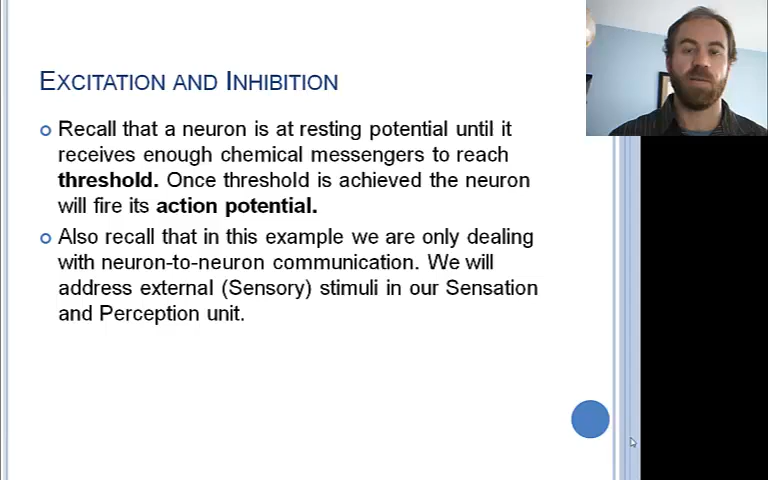 EXCITATION AND INHIBITION
Recall that a neuron is at resting potential until it
receives enough chemical messengers to reach
threshold. Once threshold is achieved the neuron
will fire its action potential.
Also recall that in this example we are only dealing
with neuron-to-neuron communication. We will
address external (Sensory) stimuli in our Sensation
and Perception unit.